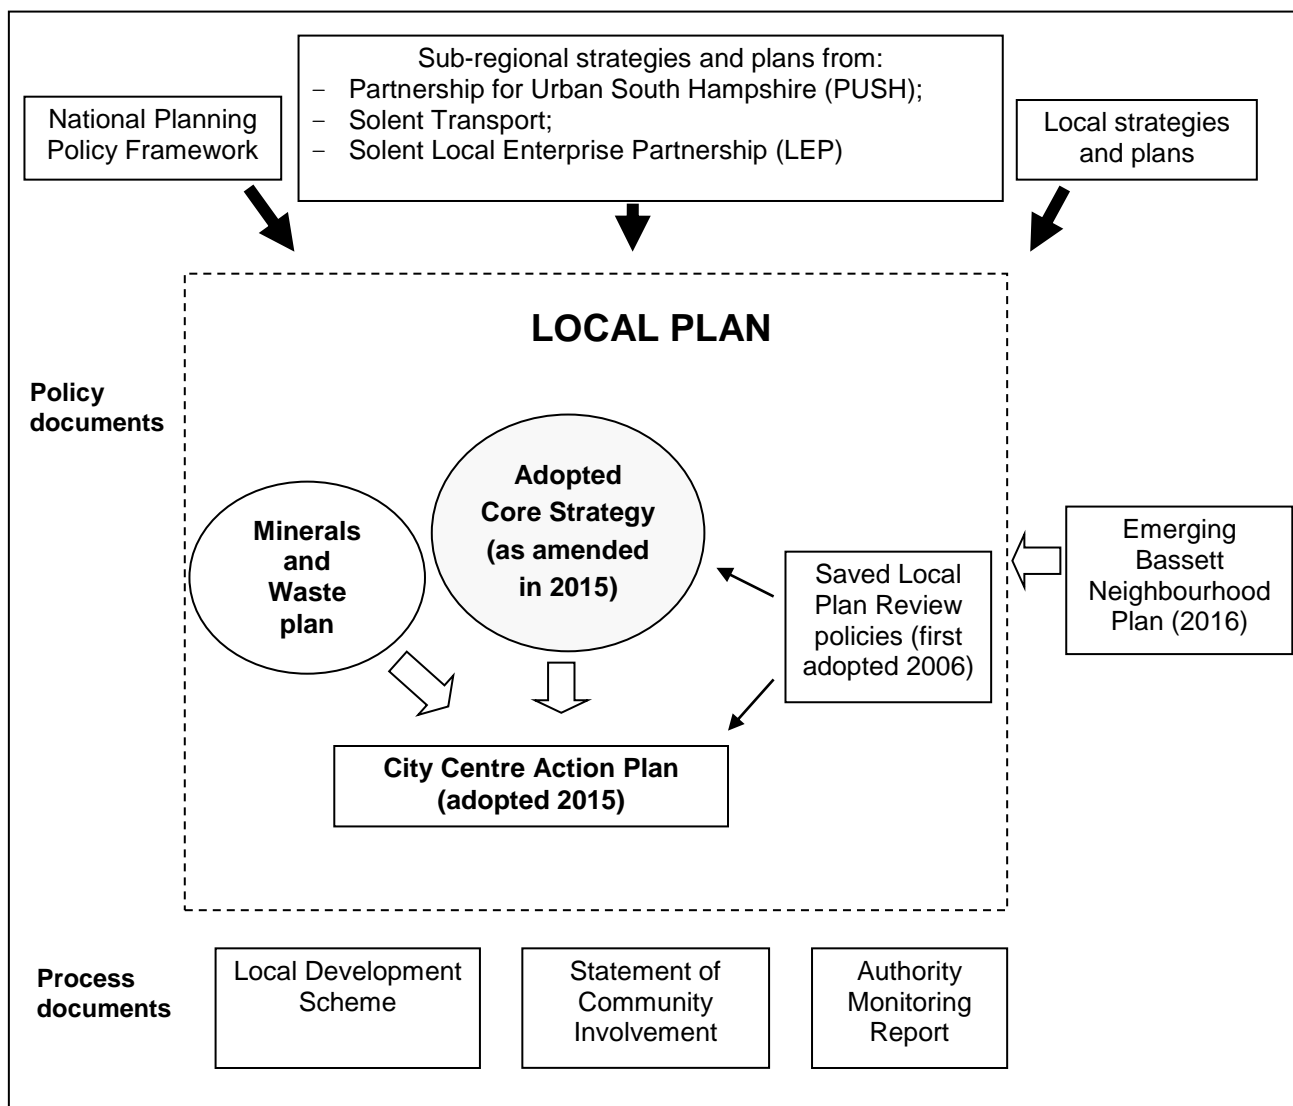 Sub-regional strategies and plans from:
− Partnership for Urban South Hampshire (PUSH);
− Solent Transport;
− Solent Local Enterprise Partnership (LEP)
National Planning
Policy Framework
Local strategies
and plans
LOCAL PLAN
Policy
documents
Adopted
Core Strategy
(as amended
in 2015)
Minerals
and
Waste
plan
Saved Local
Plan Review
policies (first
adopted 2006)
Emerging
Bassett
Neighbourhood
Plan (2016)
City Centre Action Plan
(adopted 2015)
Process
documents
Local Development
Scheme
Statement of
Community
Involvement
Authority
Monitoring
Report